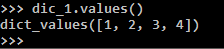 >>> dic_1.values()
dict_values([1, 2, 3, 4])
>>>